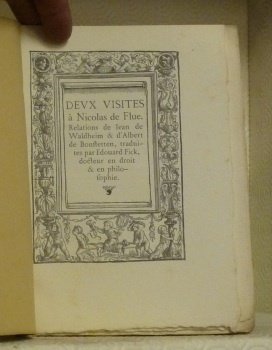 DEVX VISITES
à Nicolas de Flue.
Relations de Iean de
Waldheim & d'Albert
de Bonſtetten, tradui-
tes par Edouard Fick,
docteur en droit
& en philo-
ſophie.